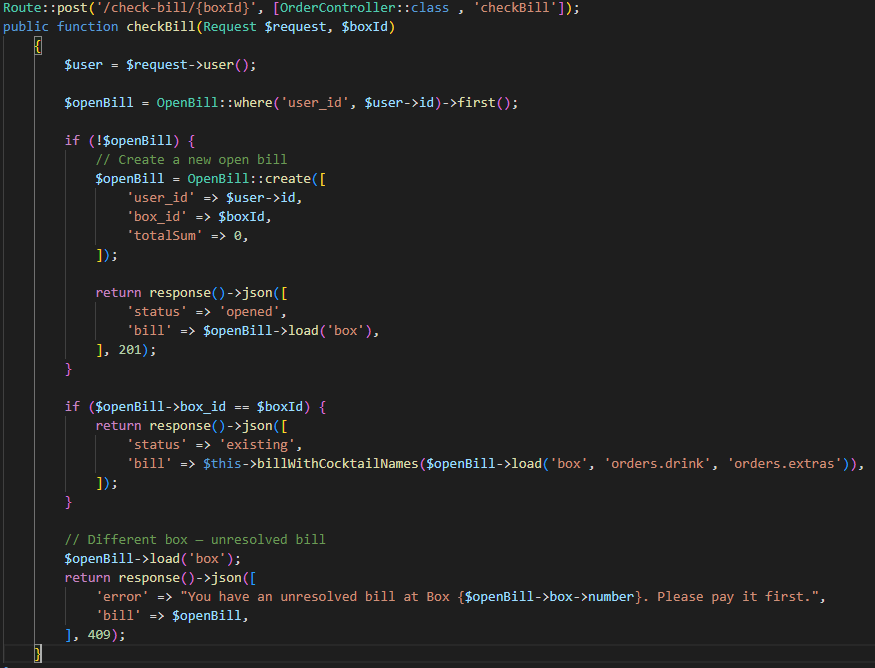 Route::post('/check-bill/{boxId}', [OrderController::class , 'checkBill']);
public function checkBill(Request $request, $boxId)
{
$user = $request->user();
$openBill = OpenBill::where('user_id', $user->id)->first();
if (!$openBill) {
// Create a new open bill
$openBill = OpenBill::create([
'user_id' => $user->id,
'box_id' => $boxId,
'totalSum' => 0,
]);
return response()->json([
'status' => 'opened',
'bill' => $openBill->load('box'),
], 201);
}
if ($openBill->box_id == $boxId) {
return response()->json([
'status' => 'existing',
'bill' => $this->billWithCocktailNames($openBill->load('box', 'orders.drink', 'orders.extras')),
]);
}
// Different box — unresolved bill
$openBill->load('box');
return response()->json([
'error' => "You have an unresolved bill at Box {$openBill->box->number}. Please pay it first.",
'bill' => $openBill,
], 409);
}